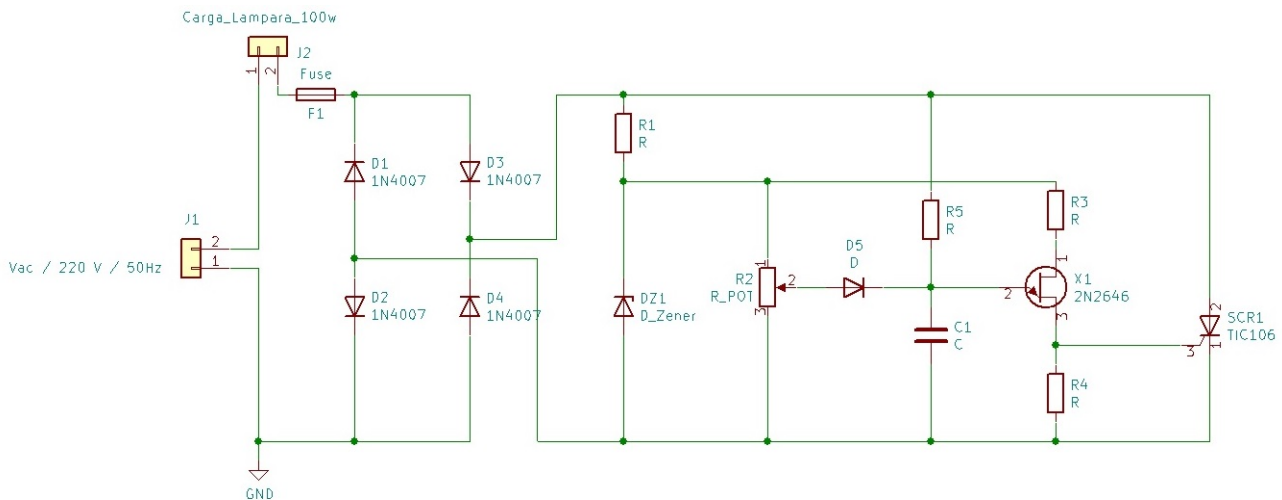 Carga_Lampara_100w
J2
1
2
Fuse
F1
J1
2
1
Vac / 220 V / 50Hz
D1
1N4007
D3
1N4007
D2
1N4007
D4
1N4007
GND
R1
R
DZ1
D_Zener
R2
R_POT
1
2
3
D5
D
R5
R
C1
C
R3
R
1
2
3
X1
2N2646
R4
R
2
3
1
SCR1
TIC106